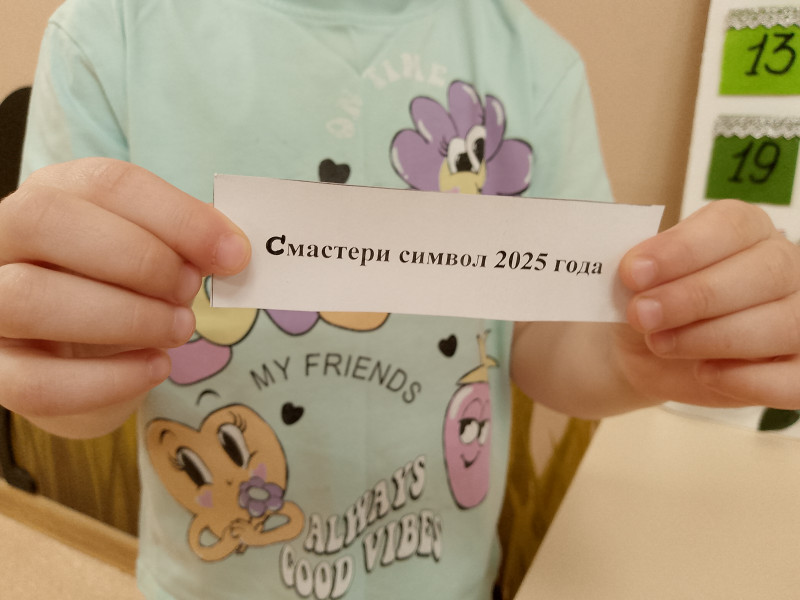 ON TIME
13
19
Смастери символ 2025 года
MY FRIENDS
ALWAYS
GOOD VIBES